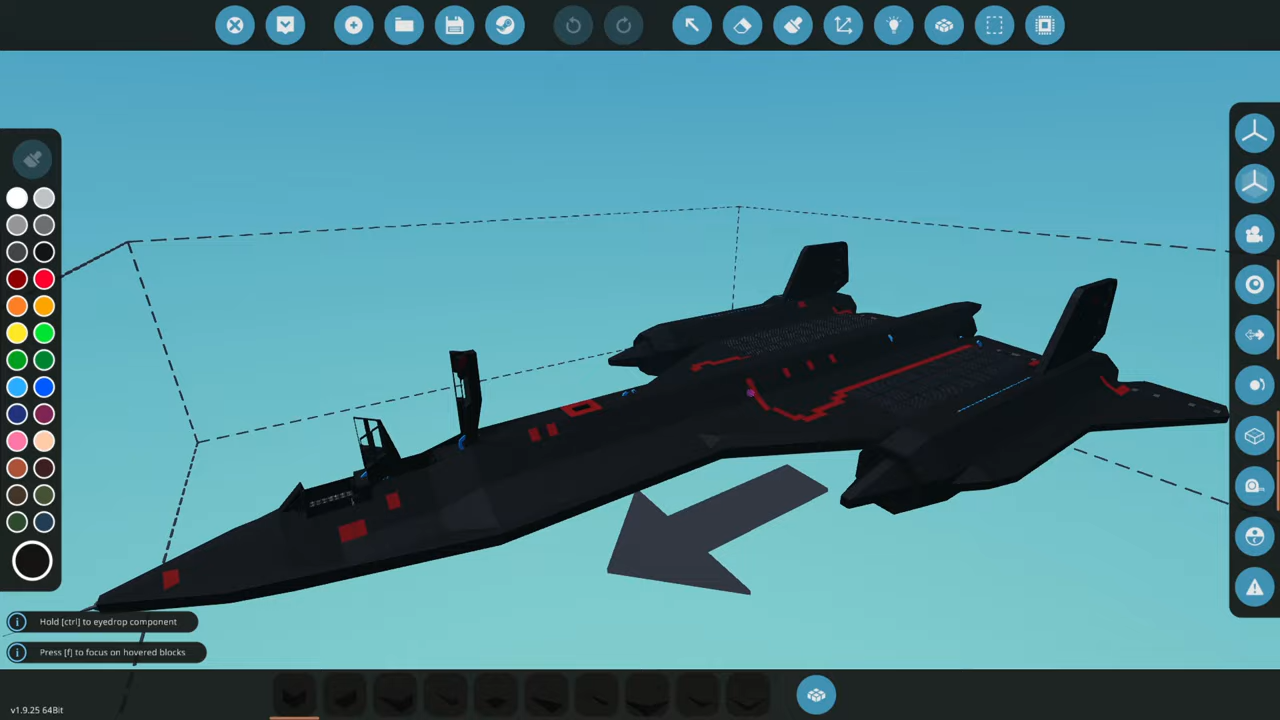 Hold [ctrl] to eyedrop component
Press [f] to focus on hovered blocks
v1.9.25 64Bit